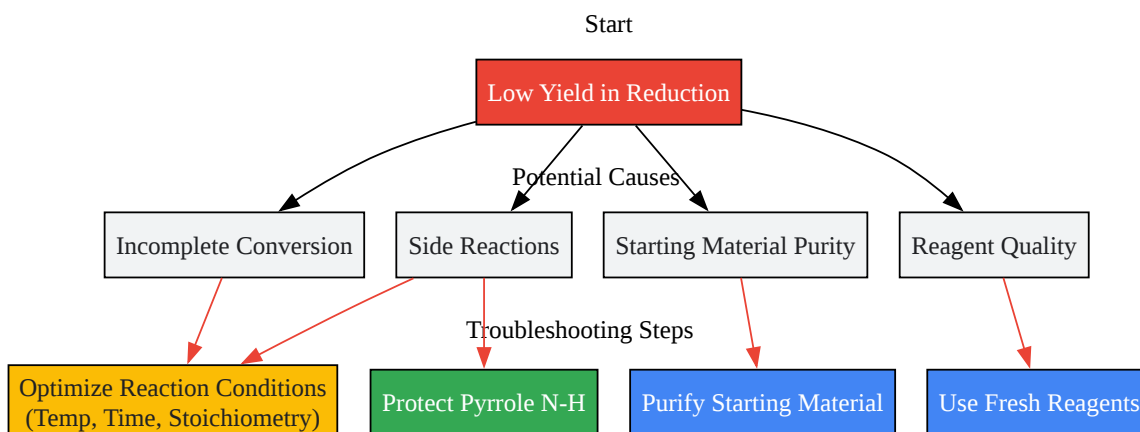 Start
Low Yield in Reduction
Potential Causes
Incomplete Conversion
Side Reactions
Starting Material Purity
Reagent Quality
Troubleshooting Steps
Optimize Reaction Conditions
(Temp, Time, Stoichiometry)
Protect Pyrrole N-H
Purify Starting Material
Use Fresh Reagents